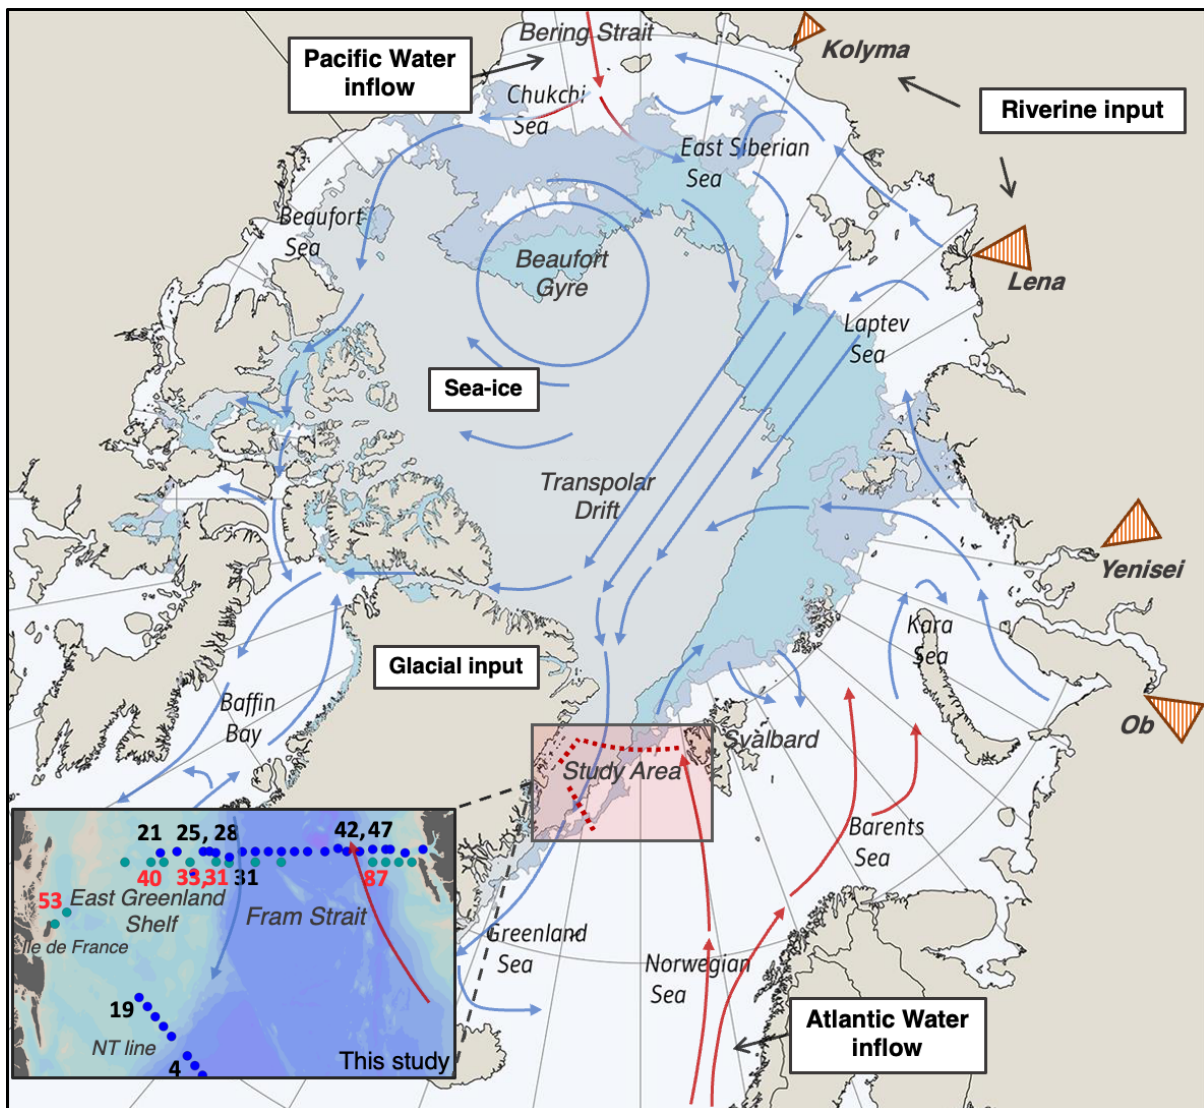 Bering Strait
Kolyma
Pacific Water
inflow
Chukchi
Sea
Riverine input
East Siberian
Sea
Beaufort
Sea
Beaufort
Gyre
Lena
Laptev
Sea
Sea-ice
Transpolar
Drift
Yenisei
Kara
Sea
Glacial input
Baffin
Bay
Ob
Svalbard
Study Area
21 25, 28 42,47
40 33,31 31 87
53
East Greenland
Shelf
Fram Strait
Ile de France
19
NT line
4
This study
Barents
Sea
Greenland
Sea
Norwegian
Sea
Atlantic Water
inflow